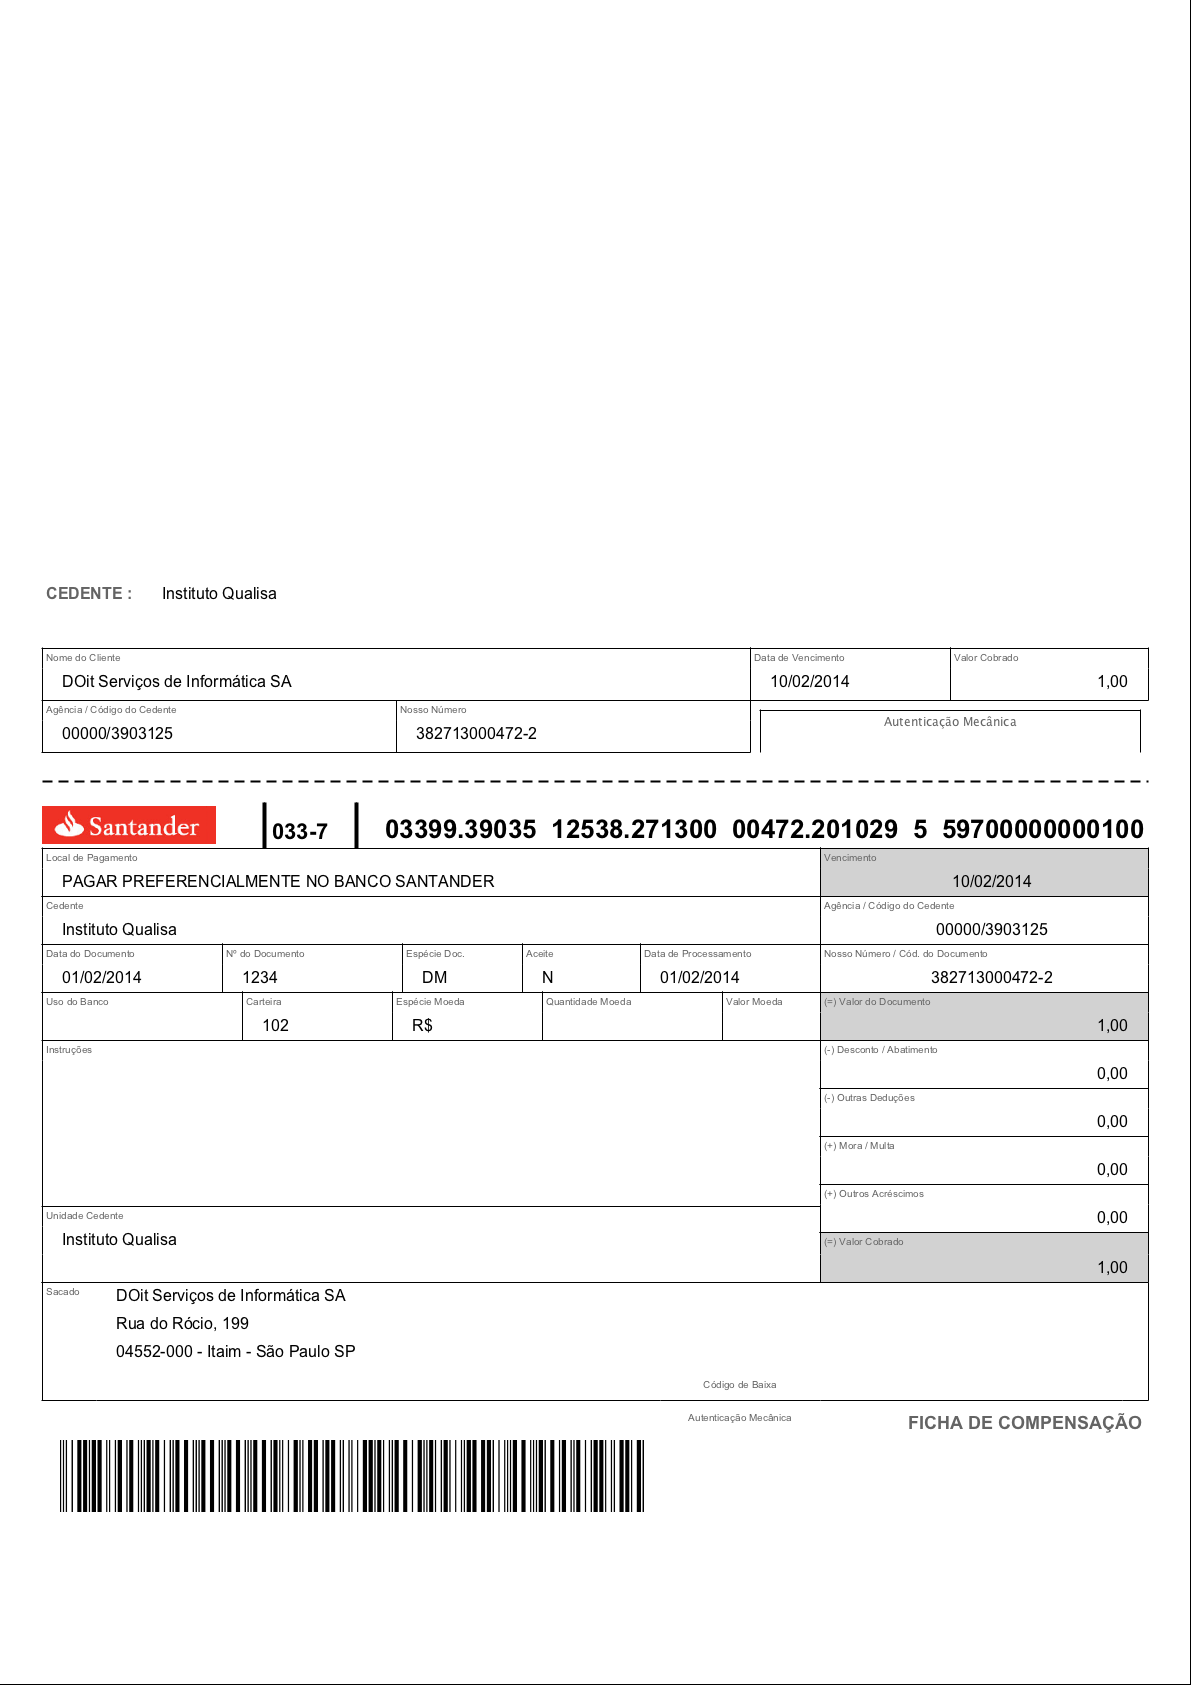 CEDENTE : Instituto Qualisa
Nome do Cliente Data de Vencimento Valor Cobrado
DOit Serviços de Informática SA 10/02/2014 1,00
Agência / Código do Cedente Nosso Número Autenticação Mecânica
00000/3903125 382713000472-2
Santander 033-7 03399.39035 12538.271300 00472.201029 5 59700000000100
Local de Pagamento Vencimento
PAGAR PREFERENCIALMENTE NO BANCO SANTANDER 10/02/2014
Cedente Agência / Código do Cedente
Instituto Qualisa 00000/3903125
Data do Documento Nº do Documento Espécie Doc. Aceite Data de Processamento Nosso Número / Cód. do Documento
01/02/2014 1234 DM N 01/02/2014 382713000472-2
Uso do Banco Carteira Espécie Moeda Quantidade Moeda Valor Moeda (=) Valor do Documento
102 R$ 1,00
Instruções (-) Desconto / Abatimento
0,00
(-) Outras Deduções
0,00
(+) Mora / Multa
0,00
(+) Outros Acréscimos
Unidade Cedente 0,00
Instituto Qualisa (=) Valor Cobrado
1,00
Sacado DOit Serviços de Informática SA
Rua do Rócio, 199
04552-000 - Itaim - São Paulo SP
Código de Baixa
Autenticação Mecânica FICHA DE COMPENSAÇÃO